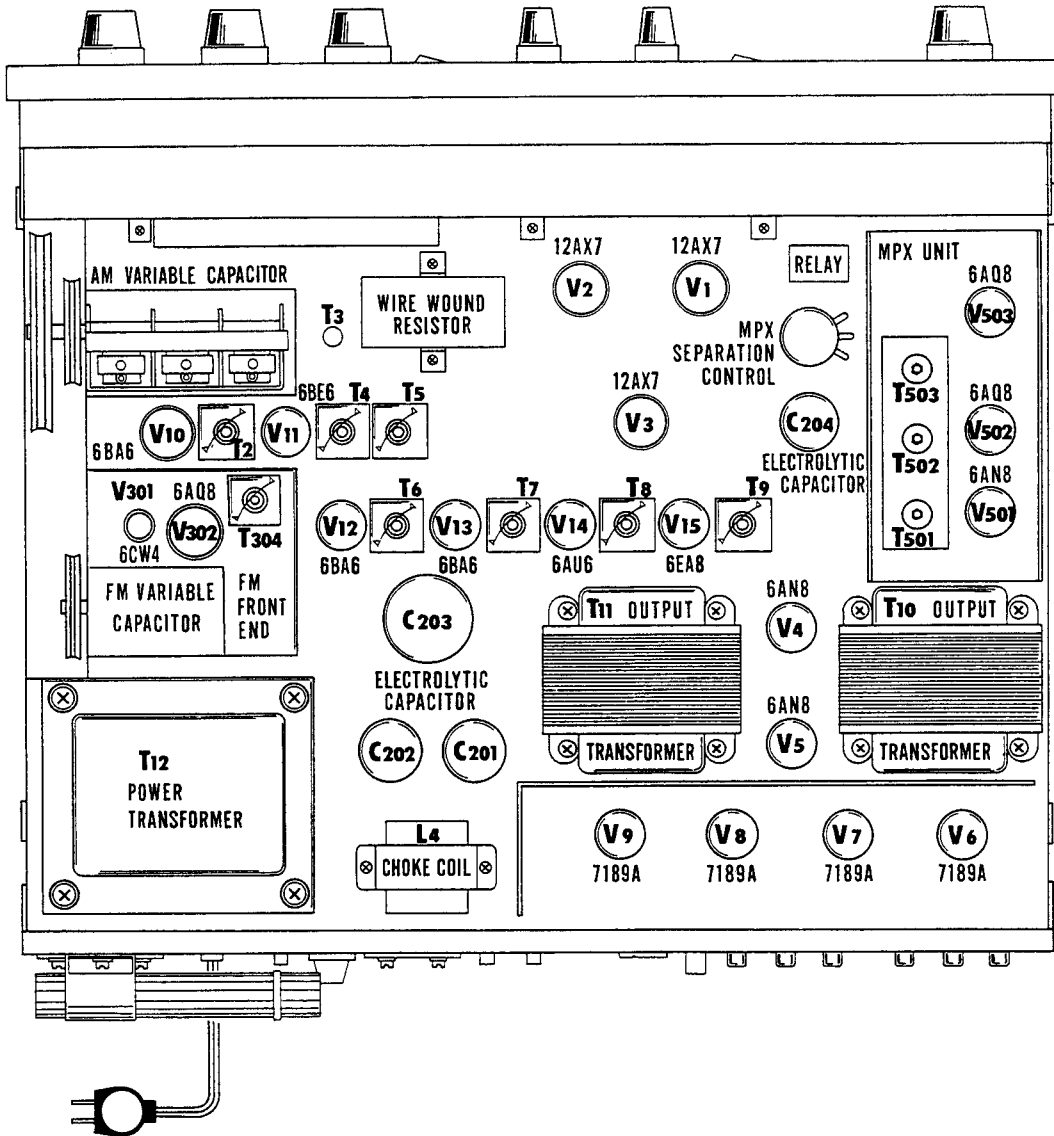 12AX7
12AX7
V2
V1
RELAY
MPX UNIT
6AQ8
V503
AM VARIABLE CAPACITOR
T3
WIRE WOUND
RESISTOR
MPX
SEPARATION
CONTROL
T503
6BE6
T4
T5
12AX7
V3
C204
6AQ8
V502
6BA6
V10
T2
V11
ELECTROLYTIC
CAPACITOR
T502
V301
6AQ8
V302
6CW4
T304
T6
T7
T8
T9
V12
V13
V14
V15
6BA6
6BA6
6AU6
6EA8
6AN8
V501
T501
FM VARIABLE
CAPACITOR
FM
FRONT
END
C203
T11 OUTPUT
TRANSFORMER
6AN8
V4
T10 OUTPUT
TRANSFORMER
ELECTROLYTIC
CAPACITOR
C202
C201
6AN8
V5
T12
POWER
TRANSFORMER
L4
CHOKE COIL
V9
V8
V7
V6
7189A
7189A
7189A
7189A